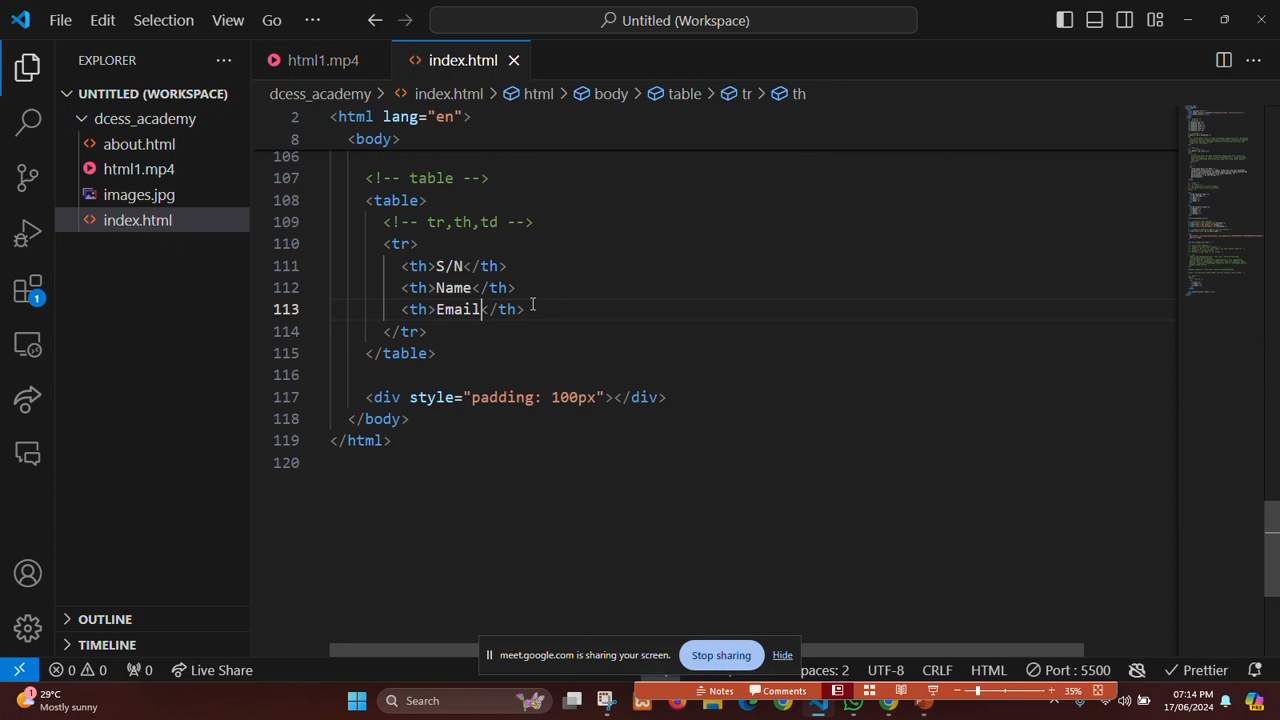 File Edit Selection View Go ··· Untitled (Workspace)
EXPLORER ···
UNTITLED (WORKSPACE)
dcess_academy
about.html
html1.mp4
images.jpg
index.html
OUTLINE
TIMELINE
html1.mp4 index.html
dcess_academy > index.html > html > body > table > tr > th
2 <html lang="en">
8 <body>
106
107 <!-- table -->
108 <table>
109 <!-- tr,th,td -->
110 <tr>
111 <th>S/N</th>
112 <th>Name</th>
113 <th>Email</th>
114 </tr>
115 </table>
116
117 <div style="padding: 100px"></div>
118 </body>
119 </html>
120
1
meet.google.com is sharing your screen. Stop sharing Hide
0 0 0 Live Share paces: 2 UTF-8 CRLF HTML Port : 5500 Prettier
Notes Comments 35%
1 29°C
Mostly sunny
Search
07:14 PM
17/06/2024